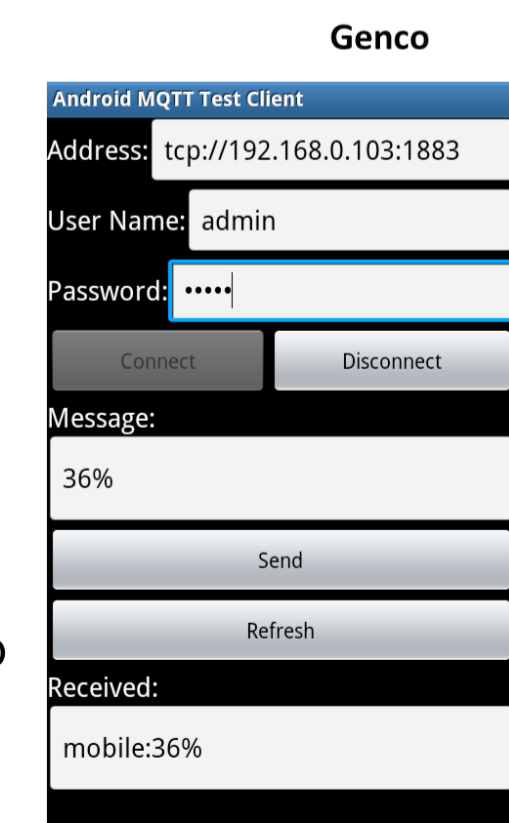 Genco
Android MQTT Test Client
Address: tcp://192.168.0.103:1883
User Name: admin
Password: •••••
Connect Disconnect
Message:
36%
Send
Refresh
Received:
mobile:36%